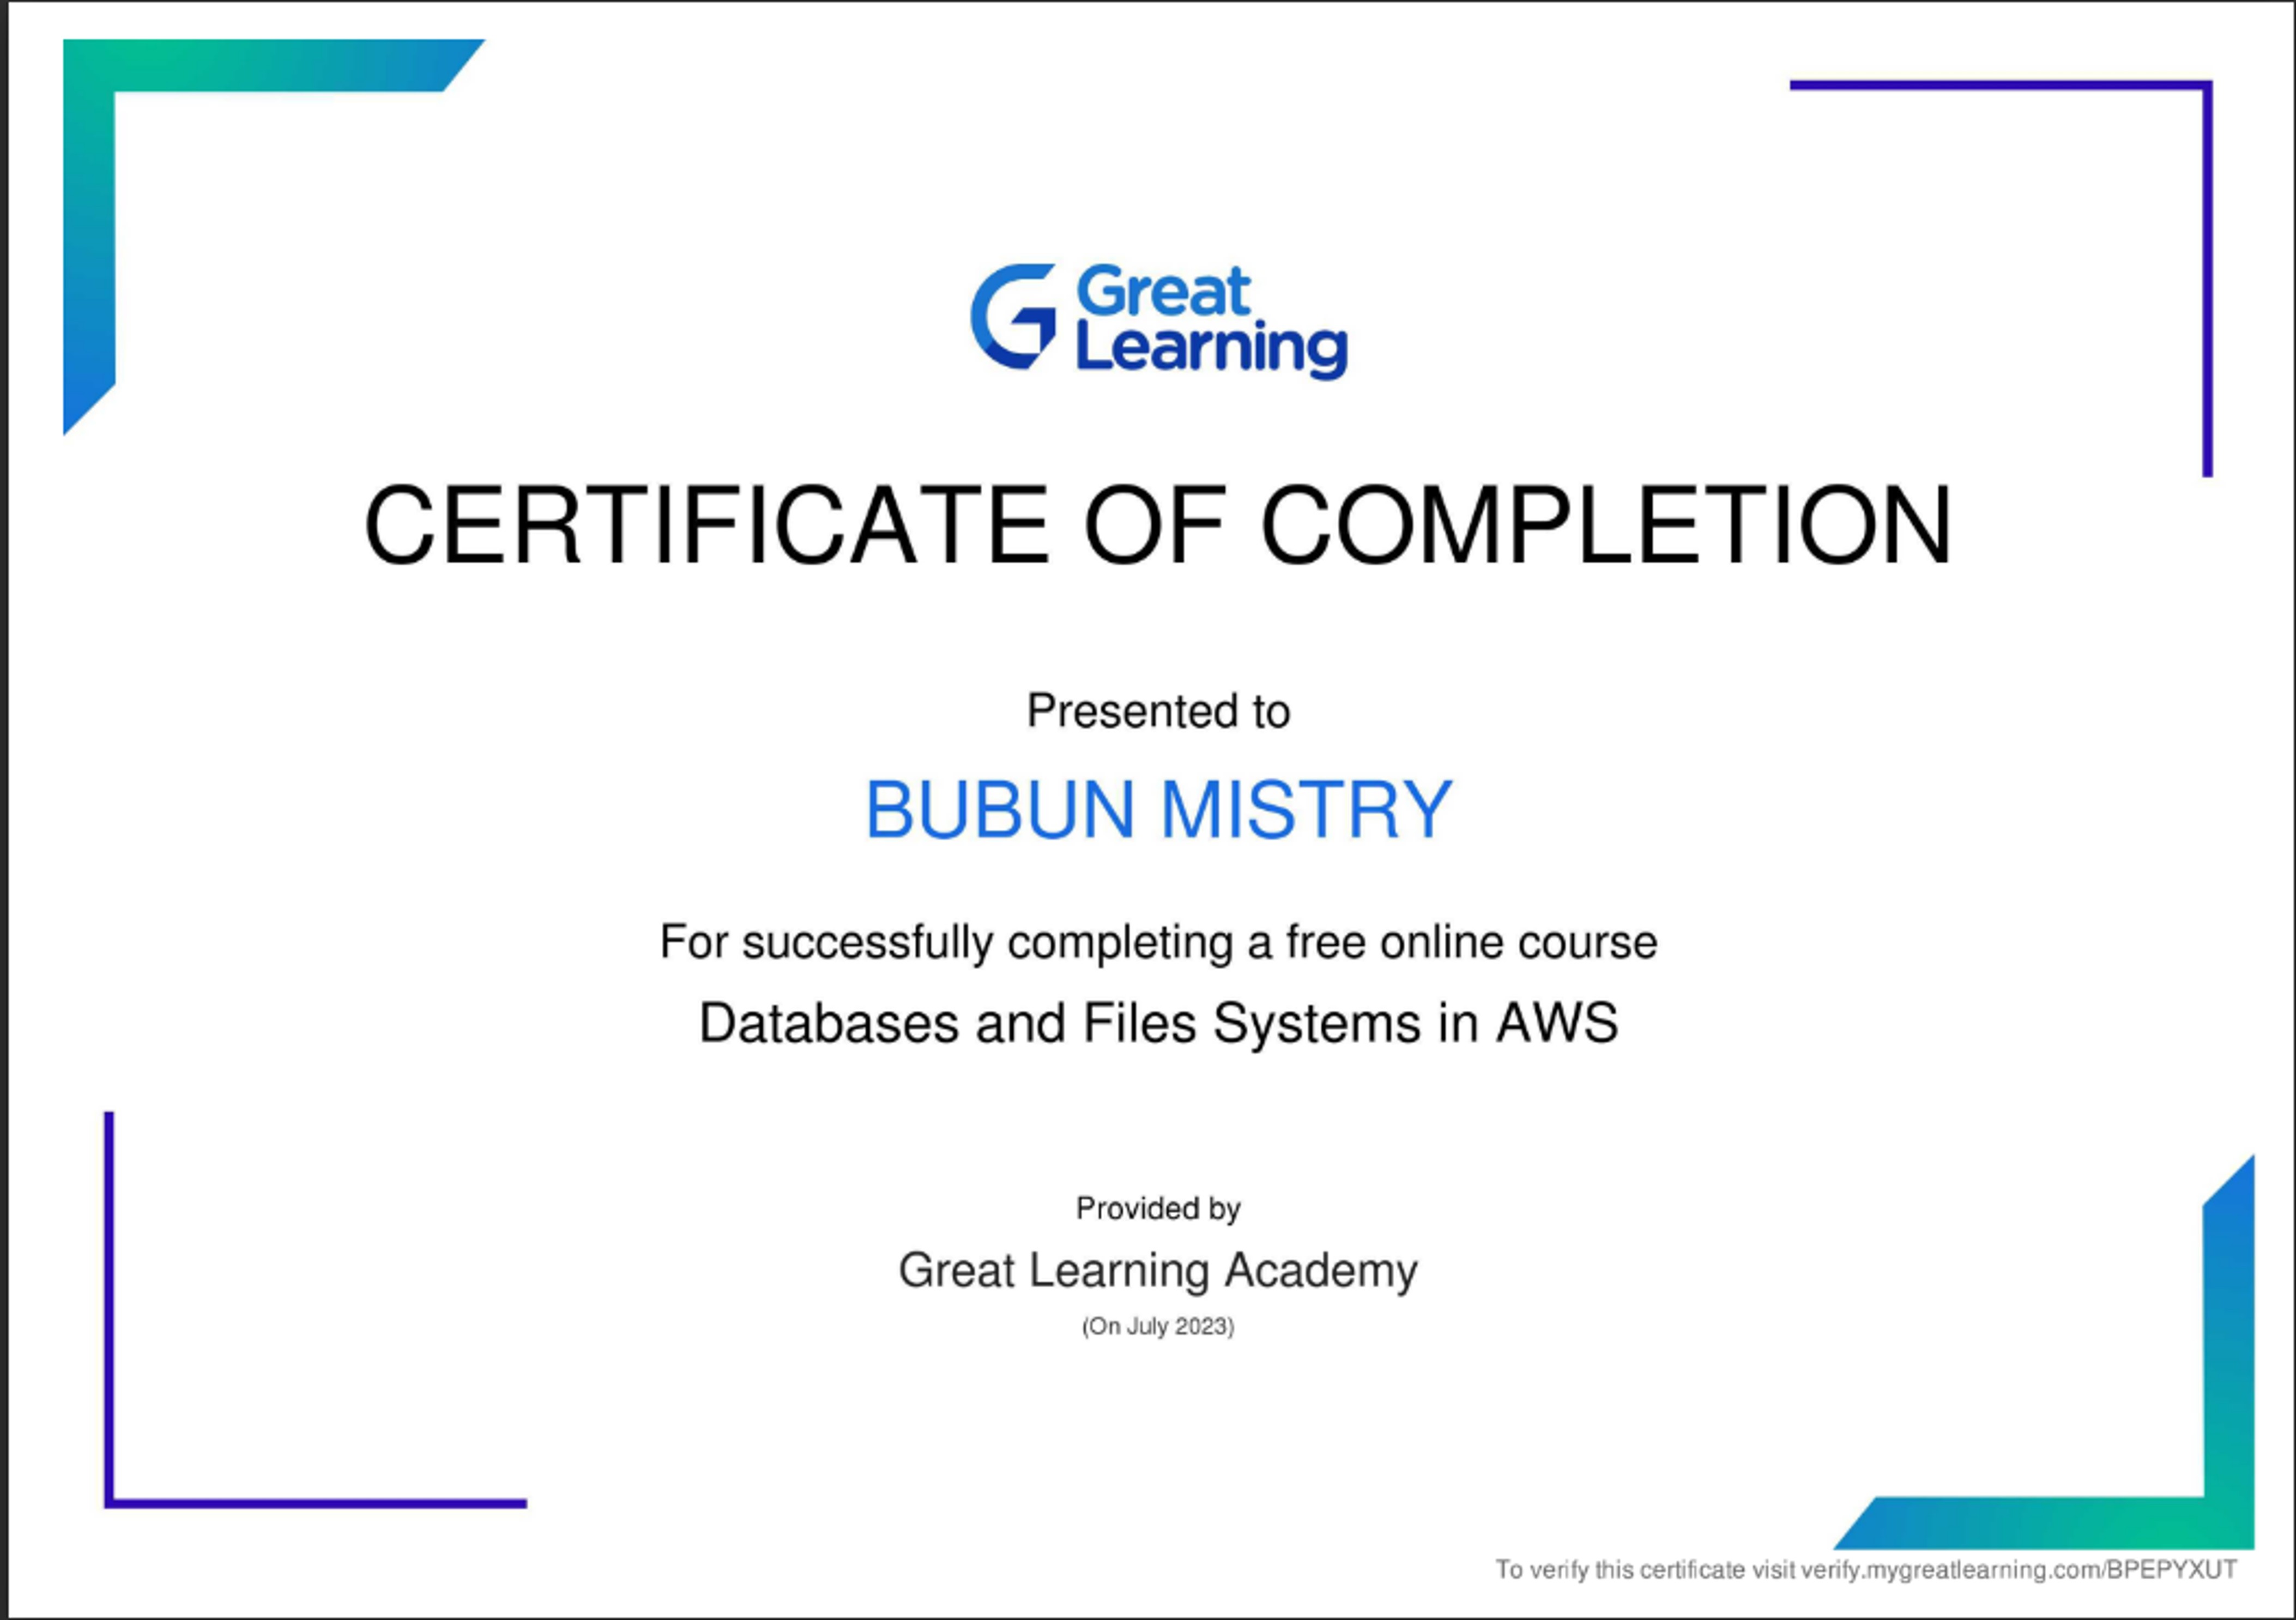 Great
Learning
CERTIFICATE OF COMPLETION
Presented to
BUBUN MISTRY
For successfully completing a free online course
Databases and Files Systems in AWS
Provided by
Great Learning Academy
(On July 2023)
To verify this certificate visit verify.mygreatlearning.com/BPEPYXUT